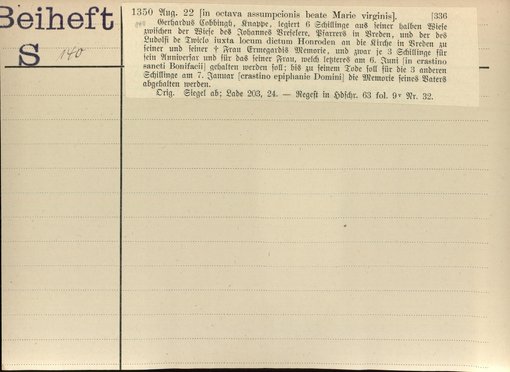 Beiheft
S 140
1350 Aug. 22 [in octava assumpcionis beate Marie virginis]. [336
Gerhardus Cobbingh, Knappe, legiert 6 Schillinge aus seiner halben Wiese
zwischen der Wiese des Johannes Vresekere, Pfarrers in Vreden, und der des
Ludolfi de Twiclo iuxta locum dictum Honroden an die Kirche in Vreden zu
seiner und seiner † Frau Ermegardis Memorie, und zwar je 3 Schillinge für
sein Anniversar und für das seiner Frau, welch letzteres am 6. Juni [in crastino
sancti Bonifacii] gehalten werden soll; bis zu seinem Tode soll für die 3 anderen
Schillinge am 7. Januar [crastino epiphanie Domini] die Memorie seines Vaters
abgehalten werden.
Orig. Siegel ab; Lade 203, 24. — Regest in Hdschr. 63 fol. 9ᵛ Nr. 32.